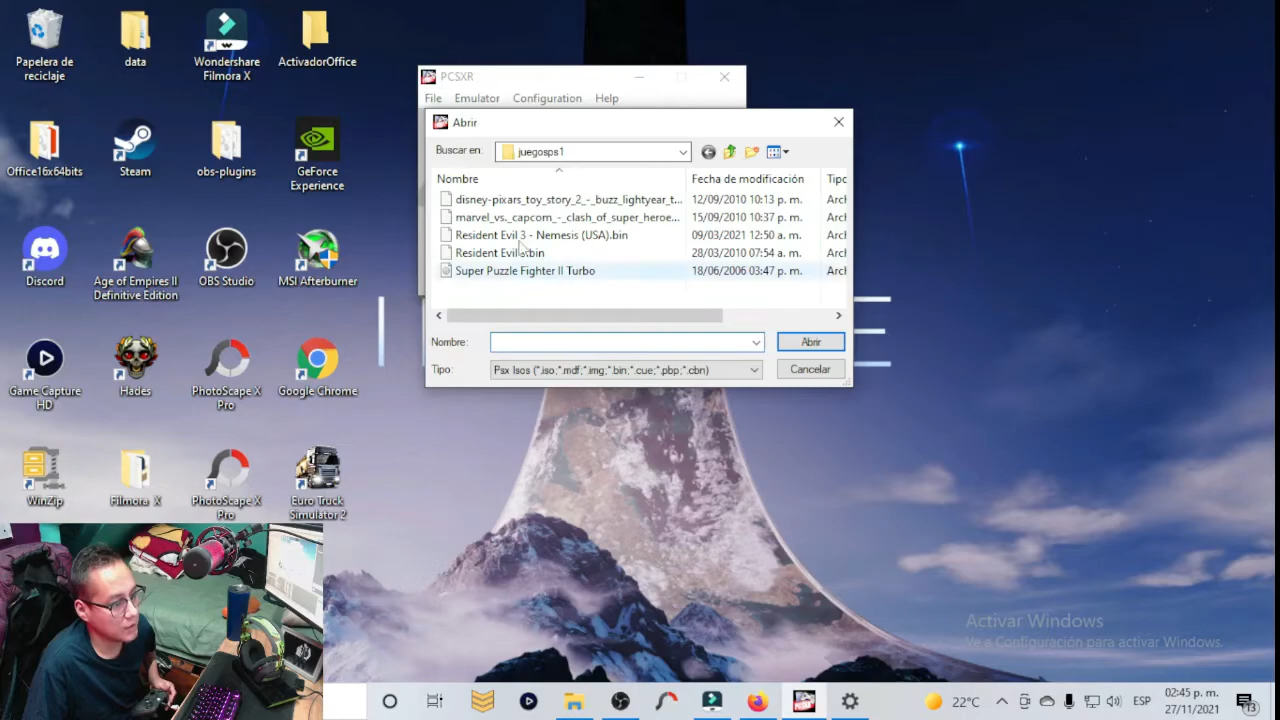 Papelera de
reciclaje
data
Wondershare
Filmora X
ActivadorOffice
Office16x64bits
Steam
obs-plugins
GeForce
Experience
Discord
Age of Empires II
Definitive Edition
OBS Studio
MSI Afterburner
Game Capture
HD
Hades
PhotoScape X
Pro
Google Chrome
WinZip
Filmora X
PhotoScape X
Pro
Euro Truck
Simulator 2
PCSXR
File Emulator Configuration Help
Abrir
Buscar en: juegosps1
Nombre Fecha de modificación Tipo
disney-pixars_toy_story_2_-_buzz_lightyear_t... 12/09/2010 10:13 p. m. Arch
marvel_vs._capcom_-_clash_of_super_heroe... 15/09/2010 10:37 p. m. Arch
Resident Evil 3 - Nemesis (USA).bin 09/03/2021 12:50 a. m. Arch
Resident Evil .bin 28/03/2010 07:54 a. m. Arch
Super Puzzle Fighter II Turbo 18/06/2006 03:47 p. m. Arch
Nombre: Abrir
Tipo: Psx Isos (*.iso;*.mdf;*.img;*.bin;*.cue;*.pbp;*.cbn) Cancelar
Activar Windows
Ve a Configuración para activar Windows.
22°C ESP 02:45 p. m.
27/11/2021 13